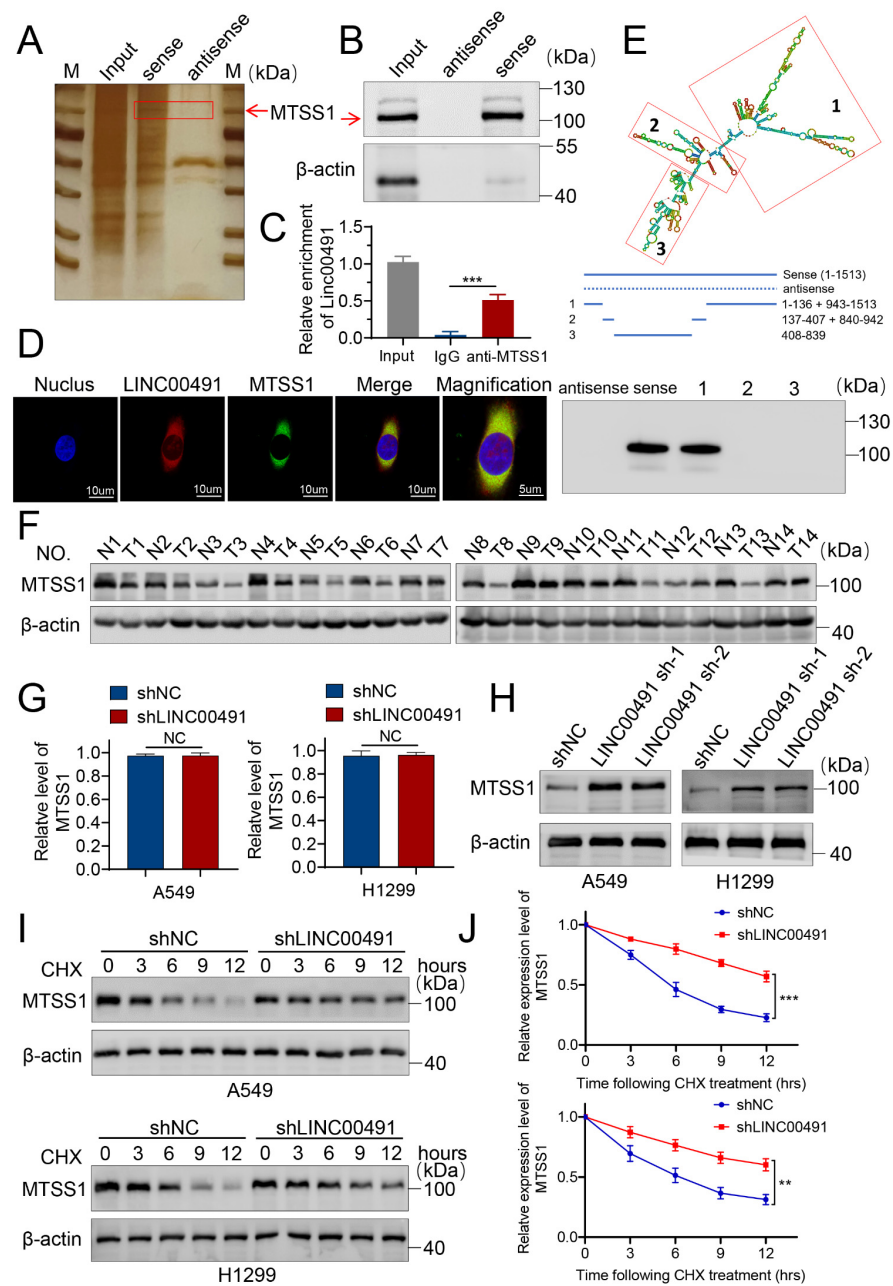 A
M Input sense antisense M (kDa)
MTSS1
B
Input antisense sense
130
100
55
β-actin
40
C
Relatve enrichment
of Linc00491
1.5
1.0
0.5
0.0
***
Input IgG anti-MTSS1
D
Nuclus LINC00491 MTSS1 Merge Magnification
10um 10um 10um 10um 5um
E
1
2
3
Sense (1-1513)
antisense
1 1-136 + 943-1513
2 137-407 + 840-942
3 408-839
antisense sense 1 2 3 (kDa)
130
100
F
NO. N1 T1 N2 T2 N3 T3 N4 T4 N5 T5 N6 T6 N7 T7 N8 T8 N9 T9 N10 T10 N11 T11 N12 T12 N13 T13 N14 T14 (kDa)
MTSS1 100
β-actin 40
G
shNC
shLINC00491
Relative level of
MTSS1
1.0
0.8
0.6
0.4
0.2
0.0
NC
A549
shNC
shLINC00491
Relative level of
MTSS1
1.0
0.8
0.6
0.4
0.2
0.0
NC
H1299
H
shNC LINC00491 sh-1 LINC00491 sh-2 shNC LINC00491 sh-1 LINC00491 sh-2
(kDa)
MTSS1 100
β-actin 40
A549 H1299
I
shNC shLINC00491
CHX 0 3 6 9 12 0 3 6 9 12 hours
(kDa)
MTSS1 100
β-actin 40
A549
shNC shLINC00491
CHX 0 3 6 9 12 0 3 6 9 12 hours
(kDa)
MTSS1 100
β-actin 40
H1299
J
shNC
shLINC00491
Relatve expression level of
MTSS1
1.0
0.5
0.0
***
0 3 6 9 12
Time following CHX treatment (hrs)
shNC
shLINC00491
Relatve expression level of
MTSS1
1.0
0.5
0.0
**
0 3 6 9 12
Time following CHX treatment (hrs)